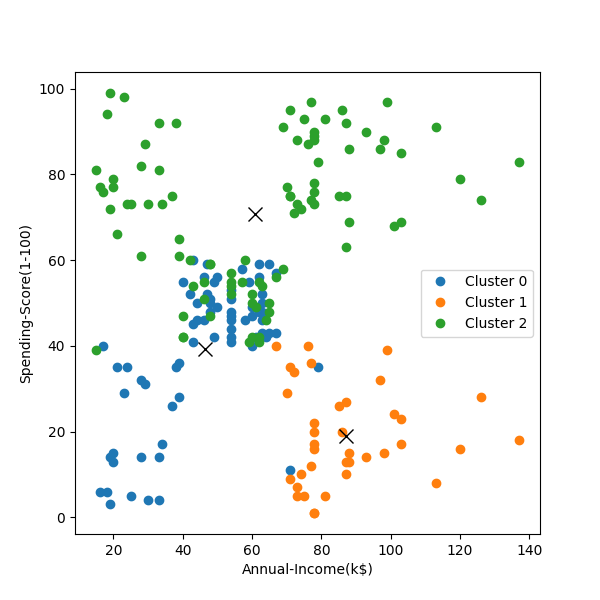 100
80
60
40
20
0
Spending-Score(1-100)
Cluster 0
Cluster 1
Cluster 2
20
40
60
80
100
120
140
Annual-Income(k$)